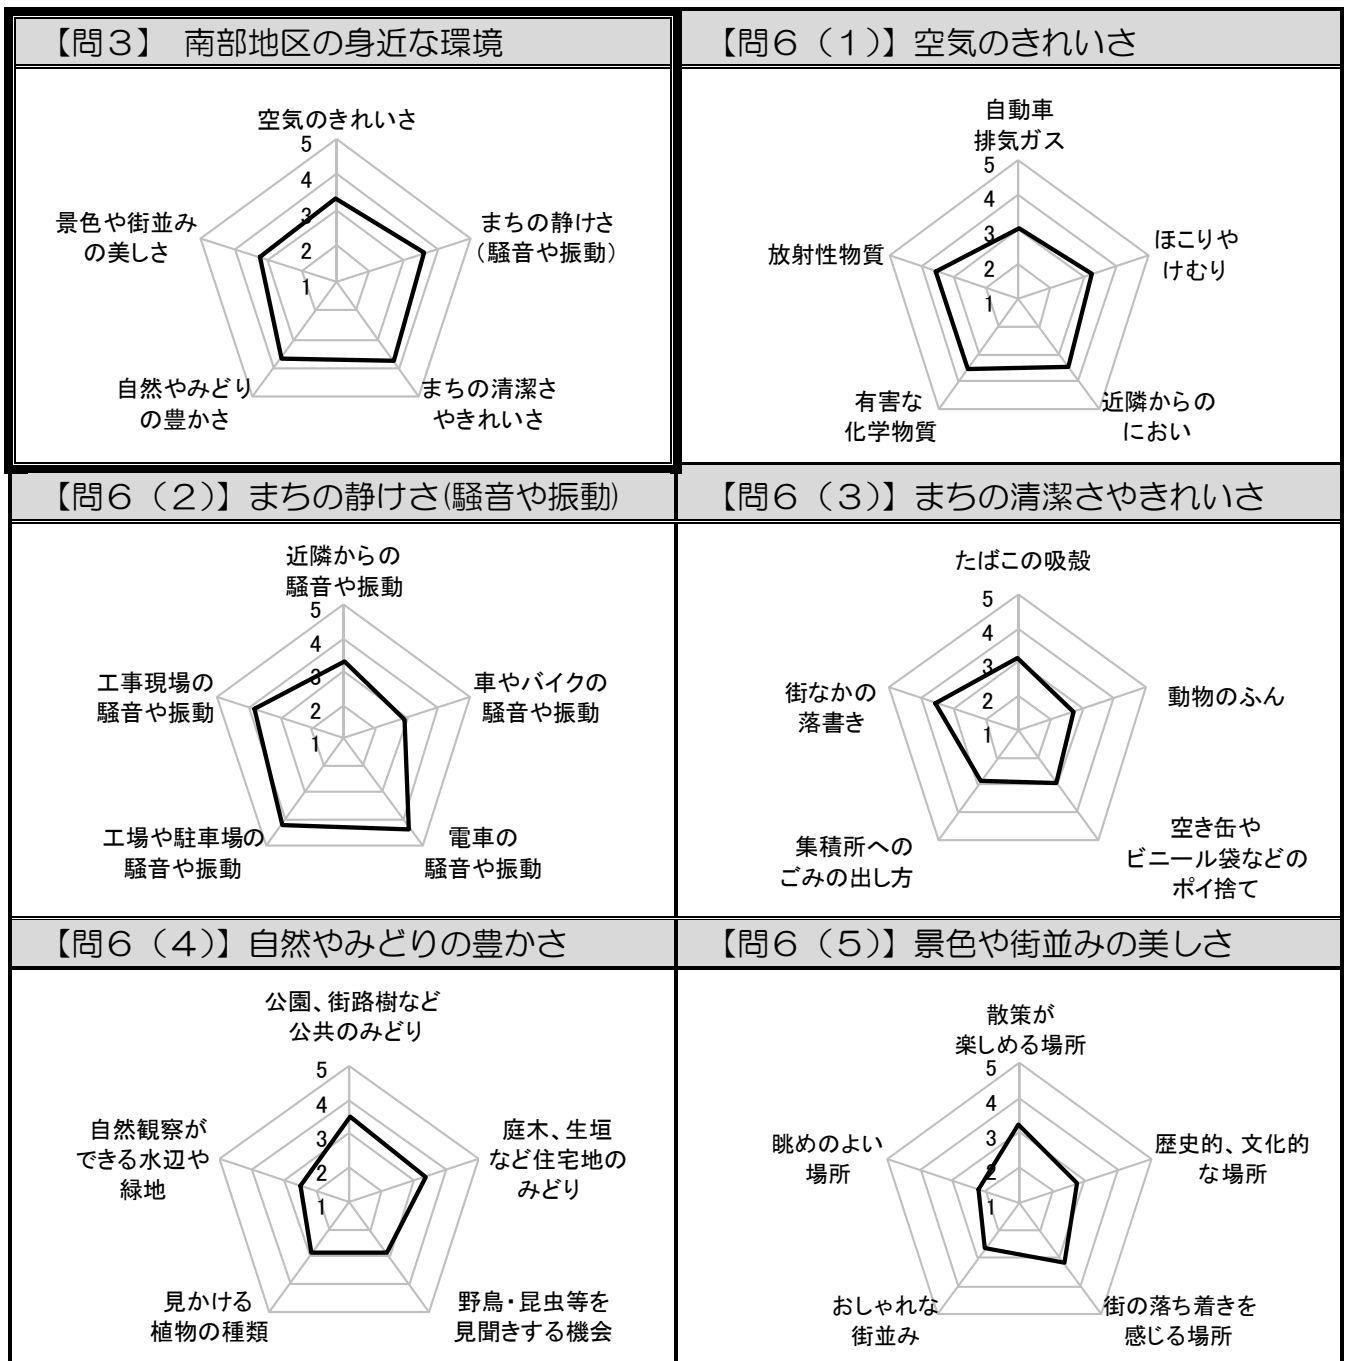 【問３】 南部地区の身近な環境
空気のきれいさ
5
4
3
2
1
まちの静けさ
（騒音や振動）
まちの清潔さ
やきれいさ
自然やみどり
の豊かさ
景色や街並み
の美しさ
【問６（１）】空気のきれいさ
自動車
排気ガス
5
4
3
2
1
ほこりや
けむり
近隣からの
におい
有害な
化学物質
放射性物質
【問６（２）】まちの静けさ(騒音や振動)
近隣からの
騒音や振動
5
4
3
2
1
車やバイクの
騒音や振動
電車の
騒音や振動
工場や駐車場の
騒音や振動
工事現場の
騒音や振動
【問６（３）】まちの清潔さやきれいさ
たばこの吸殻
5
4
3
2
1
動物のふん
空き缶や
ビニール袋などの
ポイ捨て
集積所への
ごみの出し方
街なかの
落書き
【問６（４）】自然やみどりの豊かさ
公園、街路樹など
公共のみどり
5
4
3
2
1
庭木、生垣
など住宅地の
みどり
野鳥・昆虫等を
見聞きする機会
見かける
植物の種類
自然観察が
できる水辺や
緑地
【問６（５）】景色や街並みの美しさ
散策が
楽しめる場所
5
4
3
2
1
歴史的、文化的
な場所
街の落ち着きを
感じる場所
おしゃれな
街並み
眺めのよい
場所